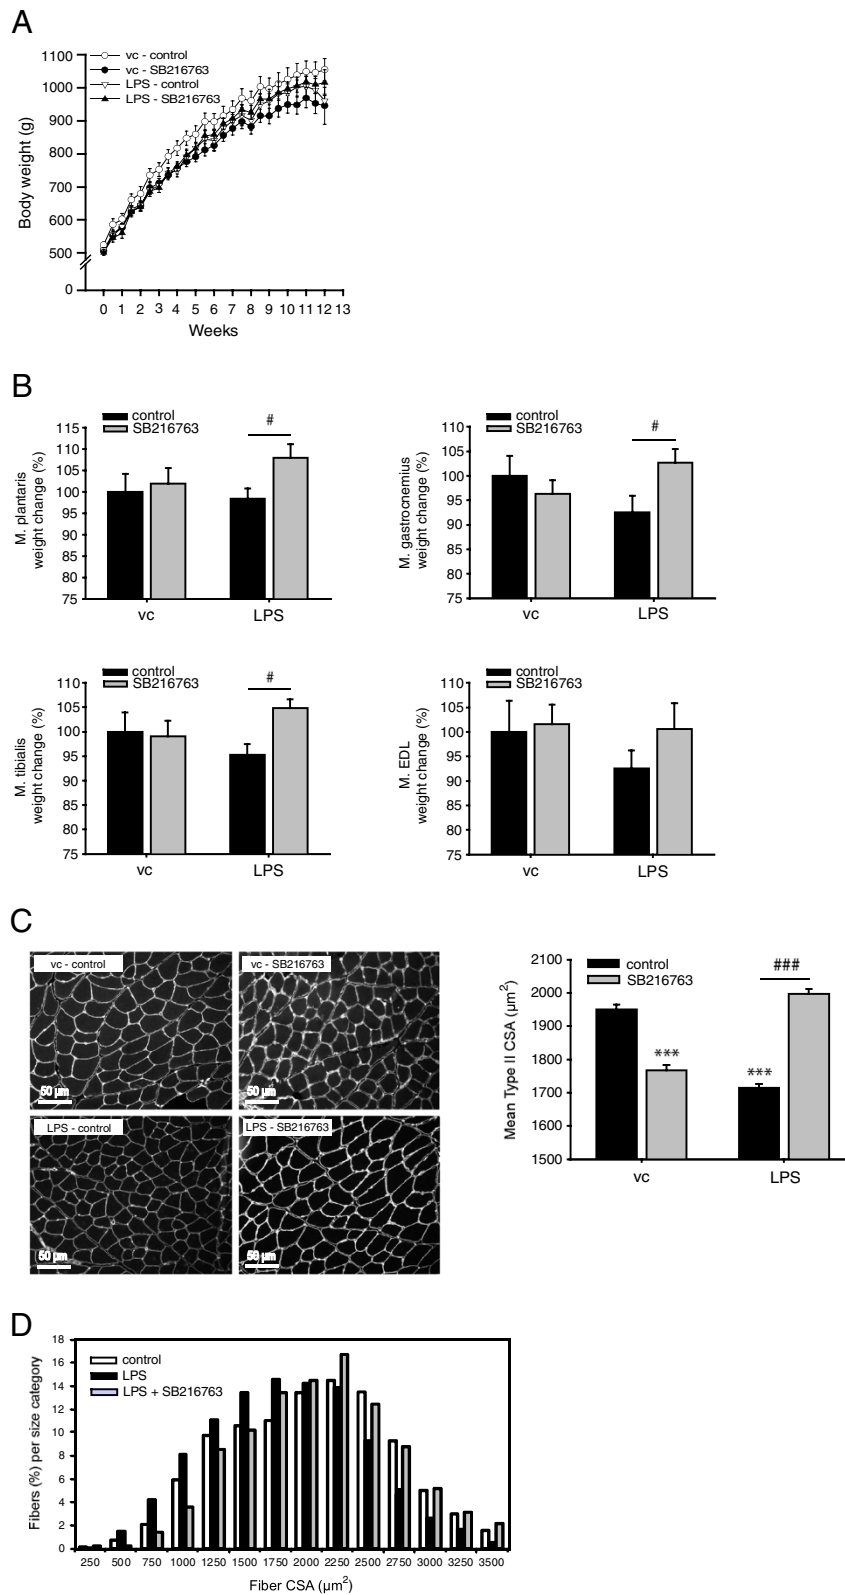 A
vc - control
vc - SB216763
LPS - control
LPS - SB216763
Body weight (g)
1100
1000
900
800
700
600
500
0
0 1 2 3 4 5 6 7 8 9 10 11 12 13
Weeks
B
control
SB216763
#
M. plantaris
weight change (%)
115
110
105
100
95
90
85
80
75
vc LPS
control
SB216763
#
M. gastrocnemius
weight change (%)
110
105
100
95
90
85
80
75
vc LPS
control
SB216763
#
M. tibialis
weight change (%)
110
105
100
95
90
85
80
75
vc LPS
control
SB216763
M. EDL
weight change (%)
110
105
100
95
90
85
80
75
vc LPS
C
vc - control
50 µm
vc - SB216763
50 µm
LPS - control
50 µm
LPS - SB216763
50 µm
control
SB216763
###
***
***
Mean Type II CSA (µm²)
2100
2000
1900
1800
1700
1600
1500
vc LPS
D
control
LPS
LPS + SB216763
Fibers (%) per size category
18
16
14
12
10
8
6
4
2
0
250 500 750 1000 1250 1500 1750 2000 2250 2500 2750 3000 3250 3500
Fiber CSA (µm²)